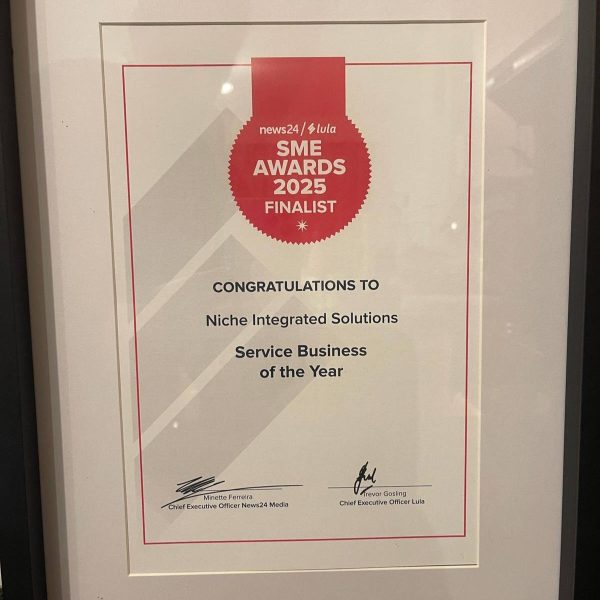 news24 / lula
SME
AWARDS
2025
FINALIST
CONGRATULATIONS TO
Niche Integrated Solutions
Service Business
of the Year
Minette Ferreira
Chief Executive Officer News24 Media
Trevor Gosling
Chief Executive Officer Lula